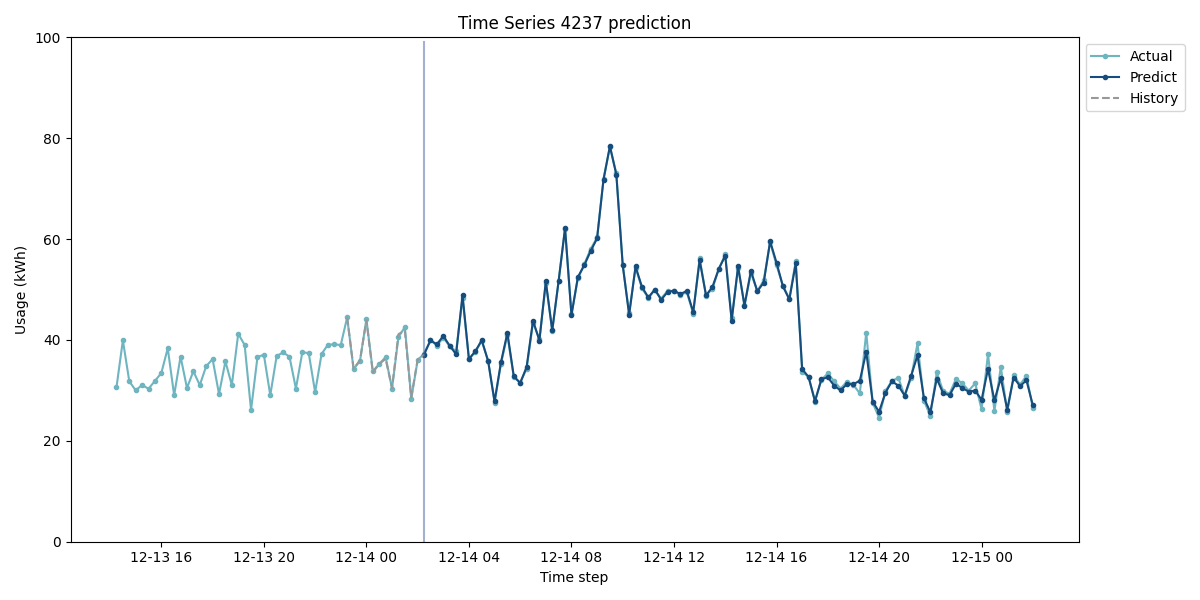 Time Series 4237 prediction
Actual
Predict
History
Usage (kWh)
100
80
60
40
20
0
12-13 16
12-13 20
12-14 00
12-14 04
12-14 08
12-14 12
12-14 16
12-14 20
12-15 00
Time step